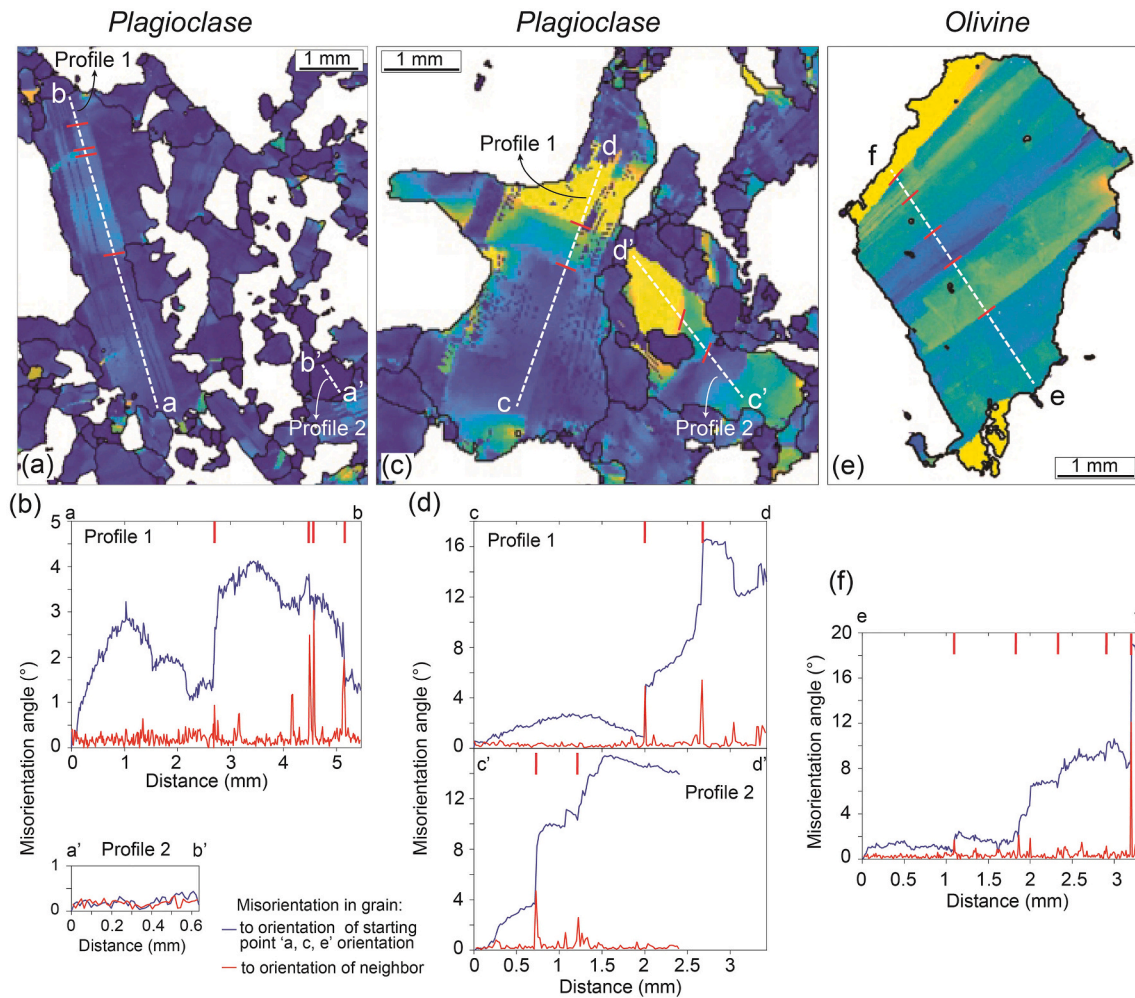 Plagioclase
Plagioclase
Olivine
Profile 1
1 mm
b
a
b'
a'
Profile 2
(a)
1 mm
Profile 1
d
d'
c
c'
Profile 2
(c)
f
e
(e)
1 mm
(b)
a
b
Profile 1
5
4
3
2
1
0
0 1 2 3 4 5
Distance (mm)
Misorientation angle (°)
a' Profile 2 b'
1
0
0 0.2 0.4 0.6
Distance (mm)
Misorientation in grain:
to orientation of starting
point 'a, c, e' orientation
to orientation of neighbor
(d)
c
d
Profile 1
16
12
8
4
0
c'
d'
Profile 2
12
8
4
0
0 0.5 1 1.5 2 2.5 3
Distance (mm)
Misorientation angle (°)
(f)
e
20
16
12
8
4
0
0 0.5 1 1.5 2 2.5 3
Distance (mm)
Misorientation angle (°)